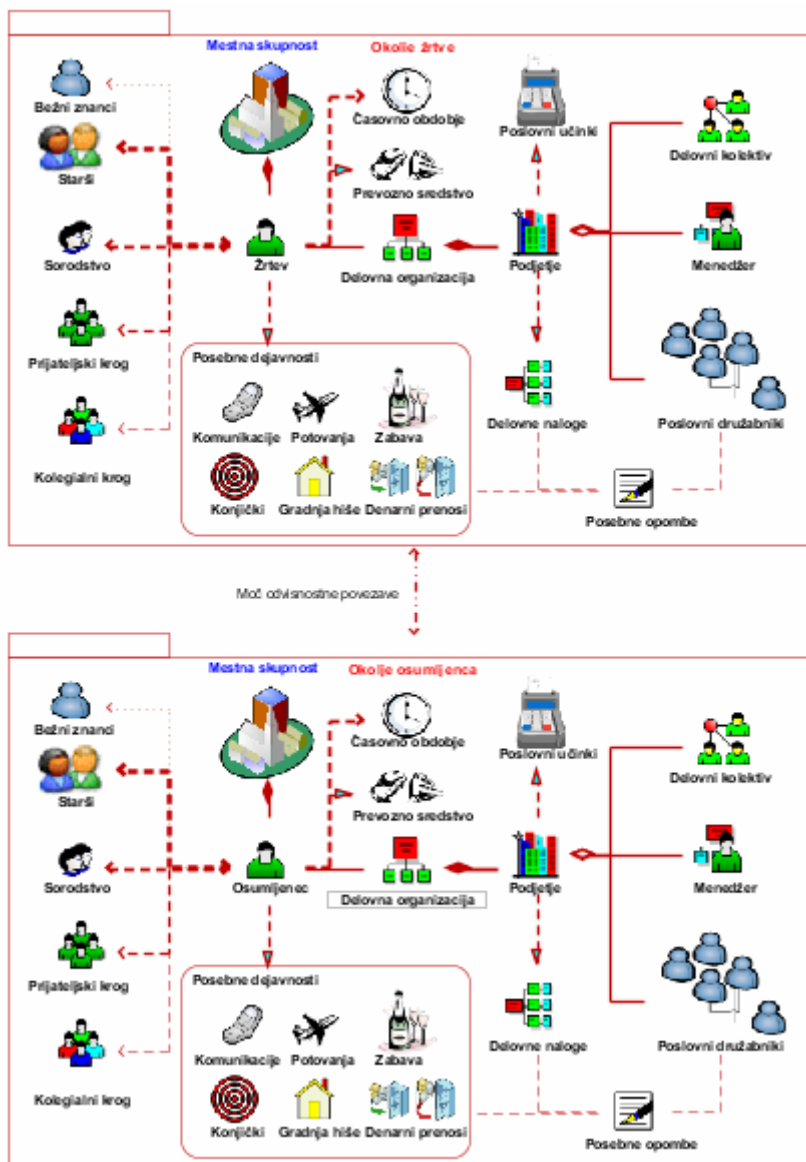 Mestna skupnost
Okolje žrtve
Bežni znanci
Časovno obdobje
Poslovni učinki
Delovni kolektiv
Starši
Prevozno sredstvo
Sorodstvo
Žrtev
Delovna organizacija
Podjetje
Menedžer
Prijateljski krog
Posebne dejavnosti
Komunikacije
Potovanja
Zabava
Delovne naloge
Poslovni družabniki
Kolegialni krog
Konjički
Gradnja hiše
Denarni prenosi
Posebne opombe
Moč odvisnostne povezave
Mestna skupnost
Okolje osumljenca
Bežni znanci
Časovno obdobje
Poslovni učinki
Delovni kolektiv
Starši
Prevozno sredstvo
Sorodstvo
Osumljenec
Delovna organizacija
Podjetje
Menedžer
Prijateljski krog
Posebne dejavnosti
Komunikacije
Potovanja
Zabava
Delovne naloge
Poslovni družabniki
Kolegialni krog
Konjički
Gradnja hiše
Denarni prenosi
Posebne opombe